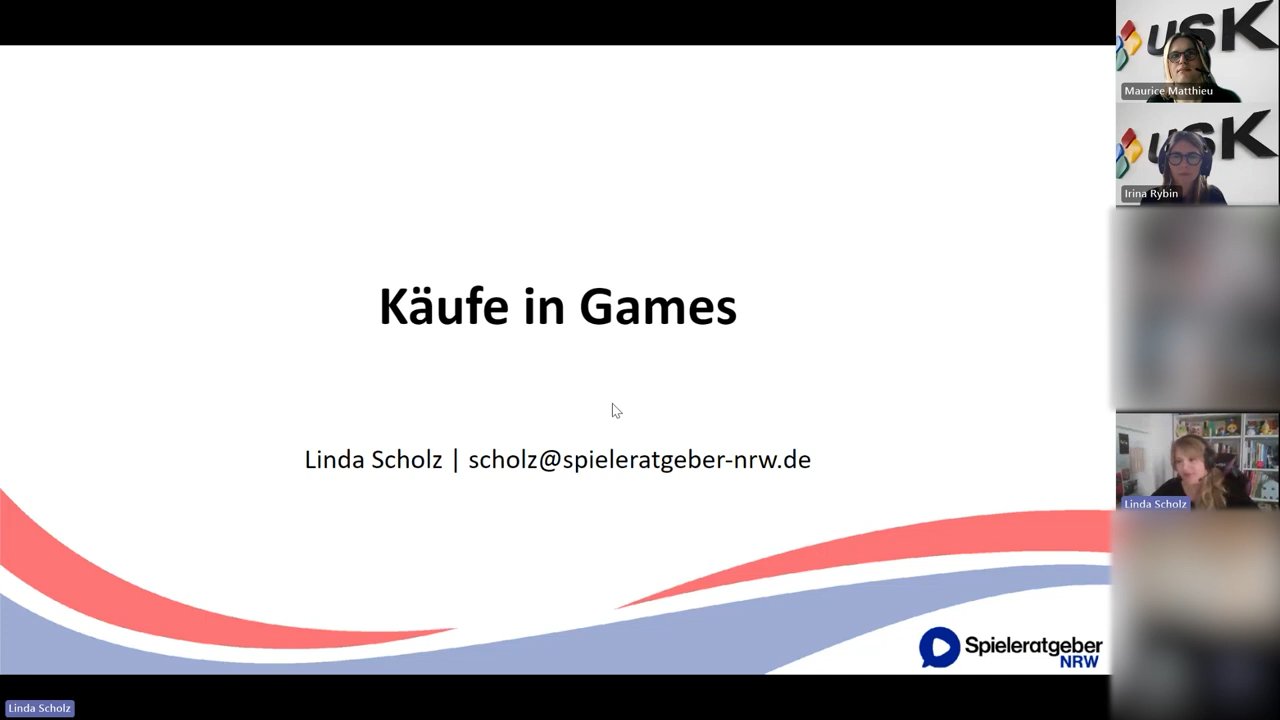 Käufe in Games
Linda Scholz | scholz@spieleratgeber-nrw.de
Spieleratgeber
NRW
Linda Scholz
usk
Maurice Matthieu
usk
Irina Rybin
Linda Scholz